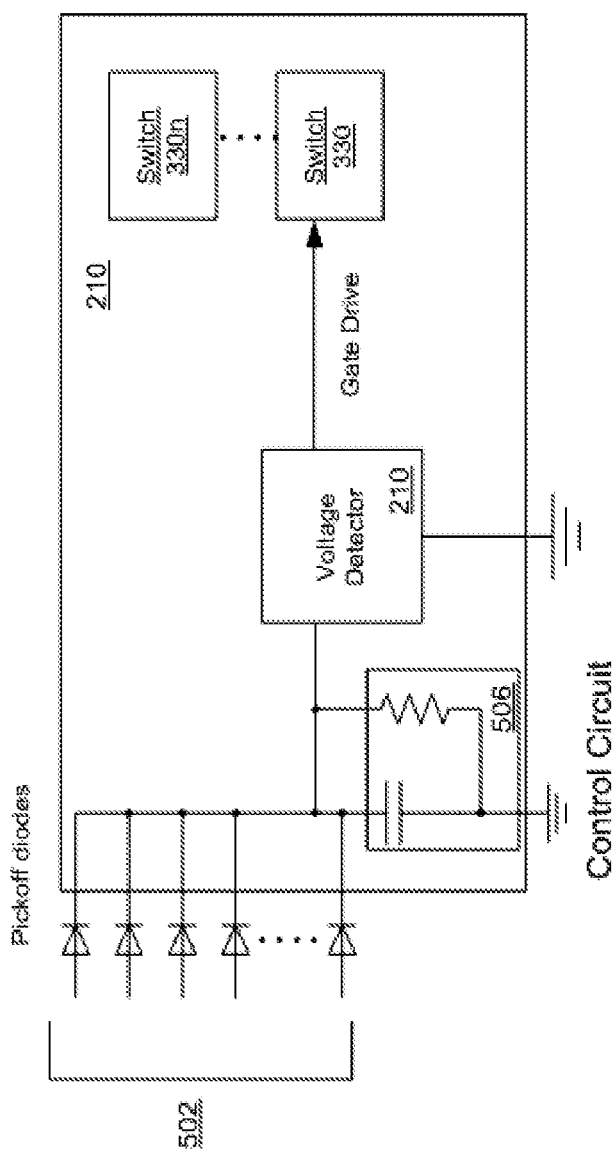 Pickoff diodes
502
210
Switch
330n
Switch
330
Gate Drive
Voltage
Detector
210
506
Control Circuit